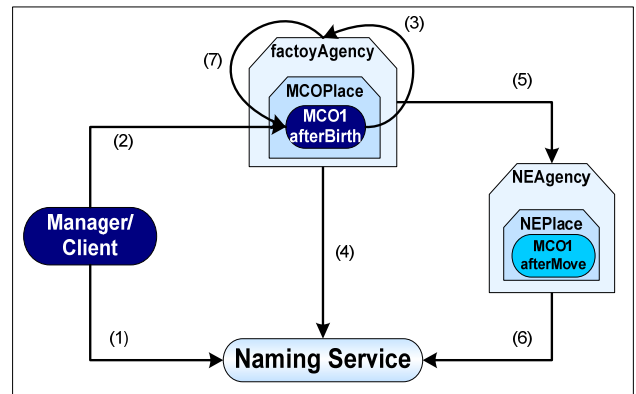 (3)
factoyAgency
(7)
MCOPlace
(5)
MCO1
afterBirth
(2)
NEAgency
Manager/
Client
NEPlace
MCO1
afterMove
(4)
(1)
(6)
Naming Service